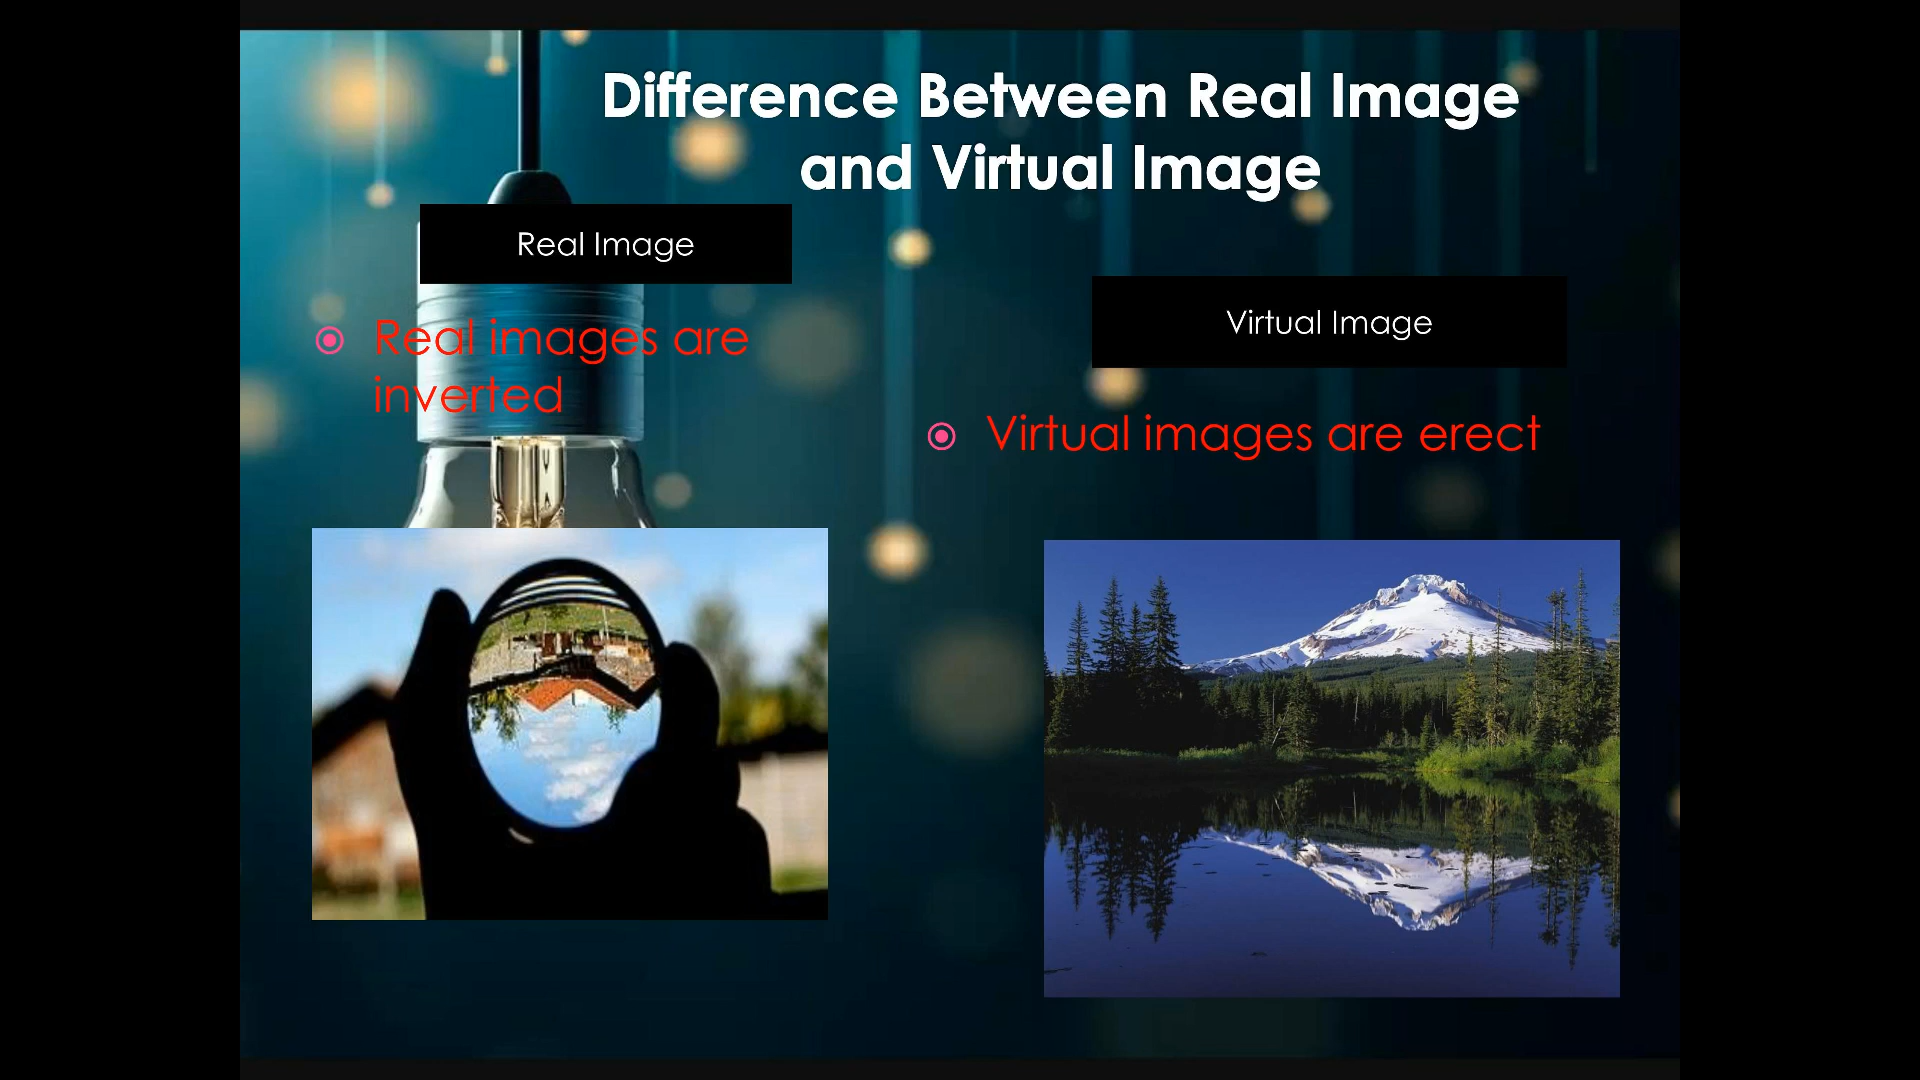 Difference Between Real Image
and Virtual Image
Real Image
Real images are
inverted
Virtual Image
Virtual images are erect